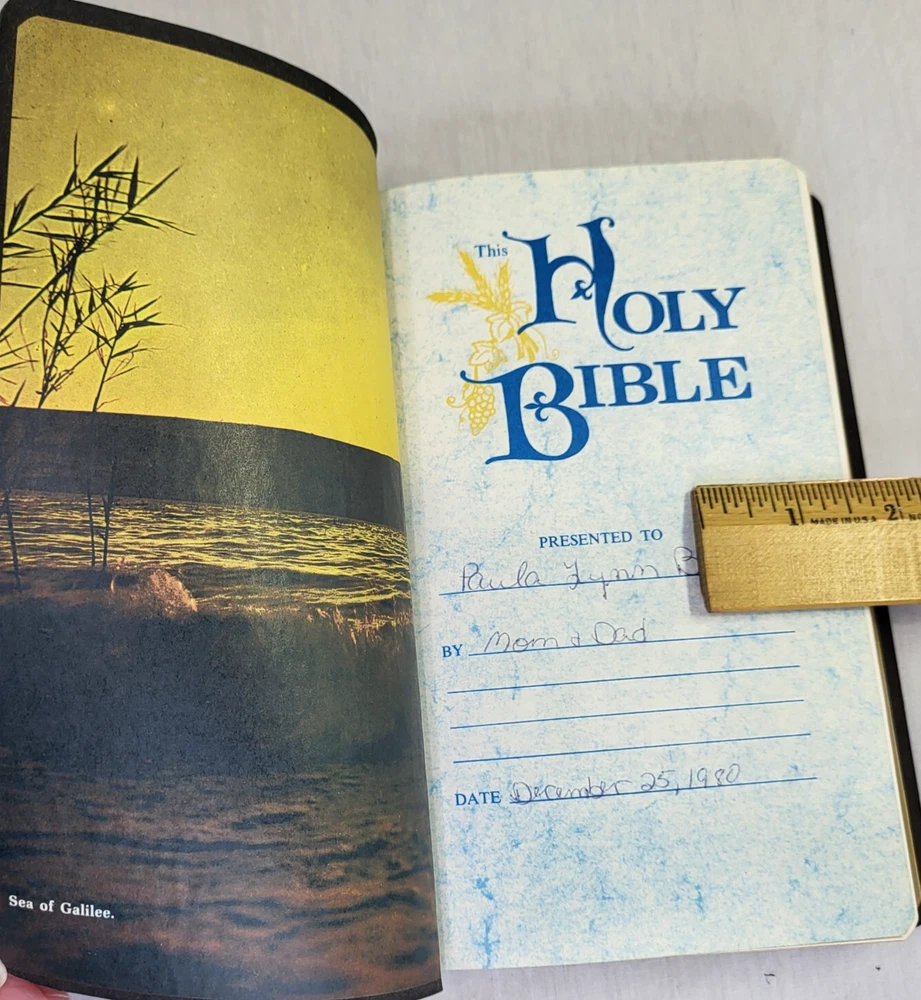 Sea of Galilee.
This
HOLY
BIBLE
PRESENTED TO
Paula Lynn B
BY Mom & Dad
DATE December 25, 1980
1 MADE IN U.S.A. 2 N